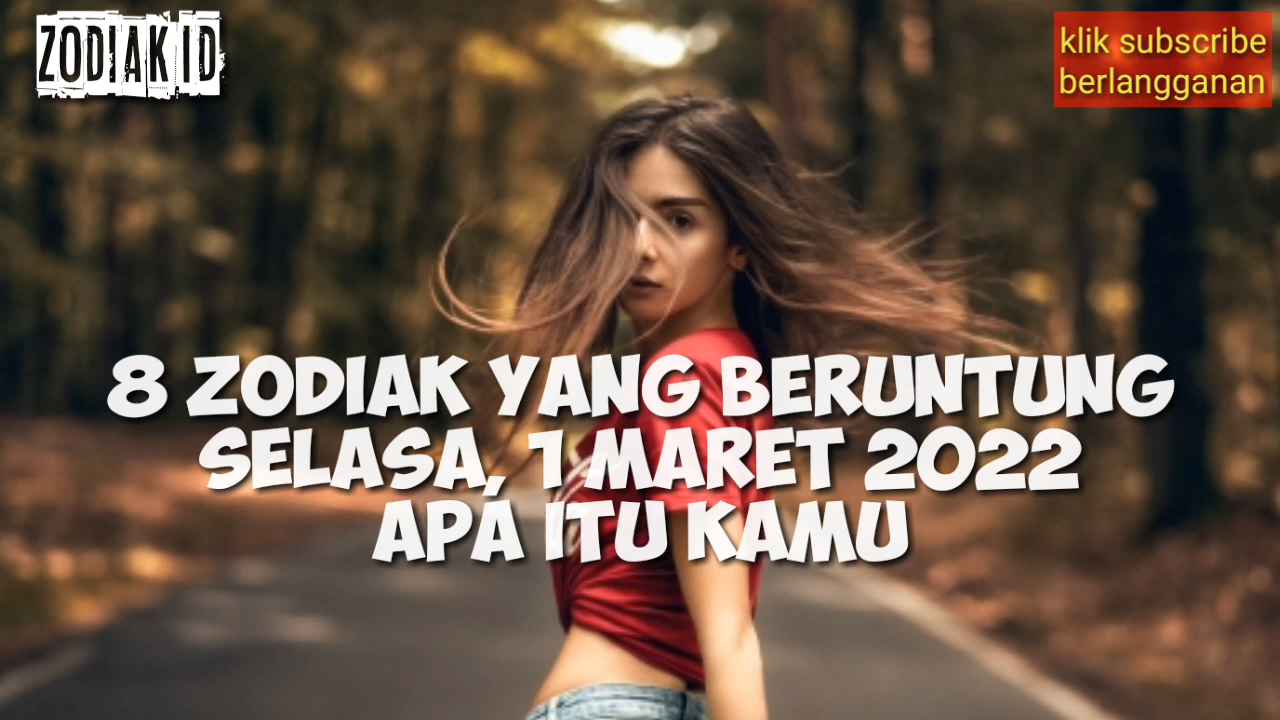 ZODIAK ID
klik subscribe
berlangganan
8 ZODIAK YANG BERUNTUNG
SELASA, 1 MARET 2022
APA ITU KAMU